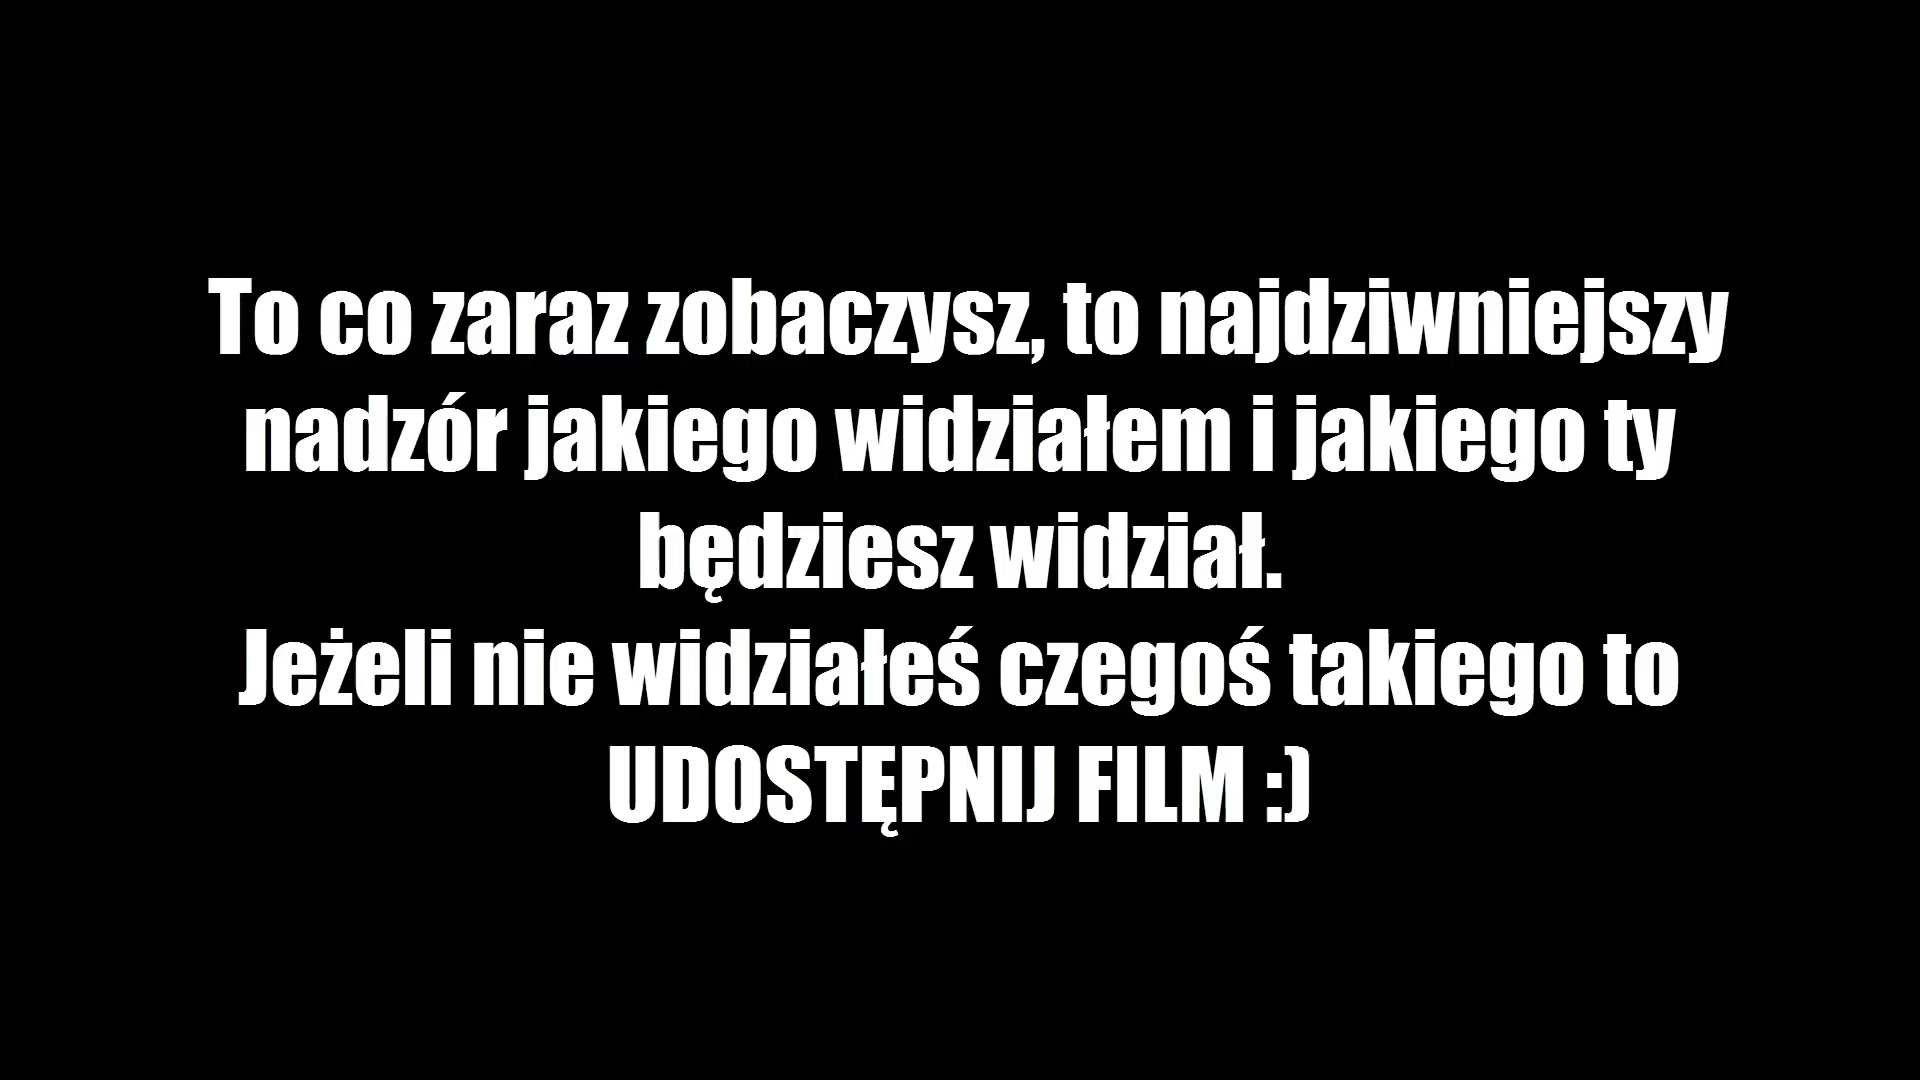 To co zaraz zobaczysz, to najdziwniejszy
nadzór jakiego widziałem i jakiego ty
będziesz widział.
Jeżeli nie widziałeś czegoś takiego to
UDOSTĘPNIJ FILM :)